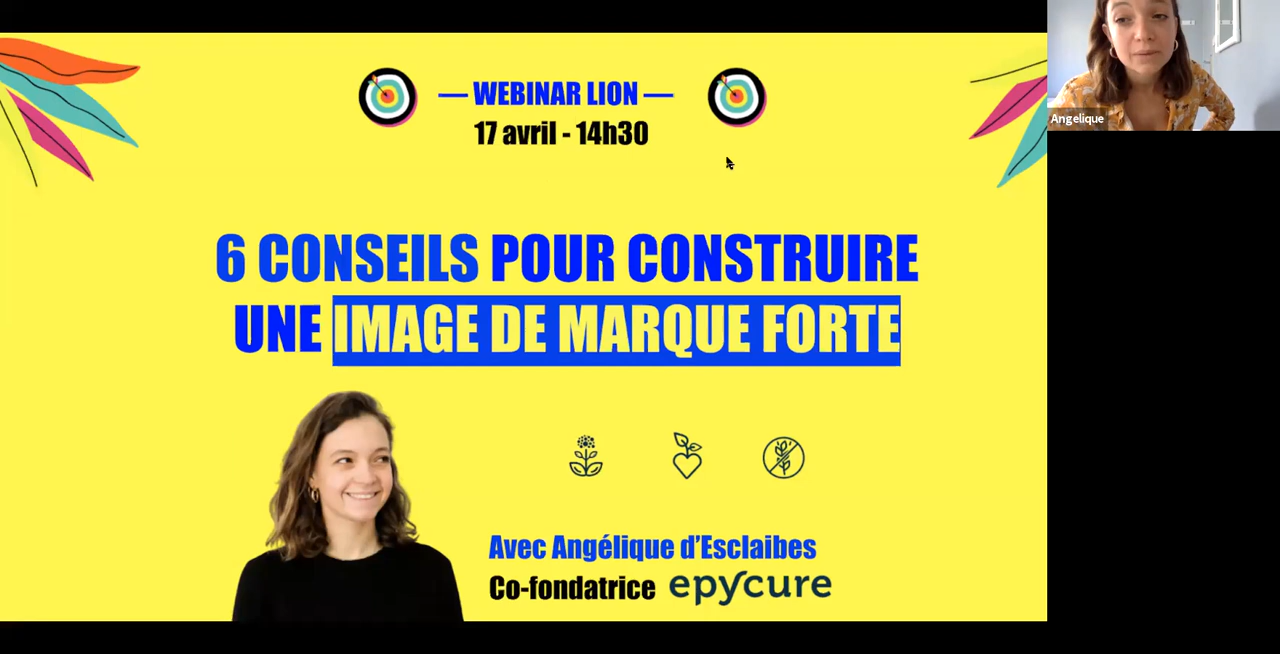 — WEBINAR LION —
17 avril - 14h30
Angelique
6 CONSEILS POUR CONSTRUIRE
UNE IMAGE DE MARQUE FORTE
Avec Angélique d'Esclaibes
Co-fondatrice epycure